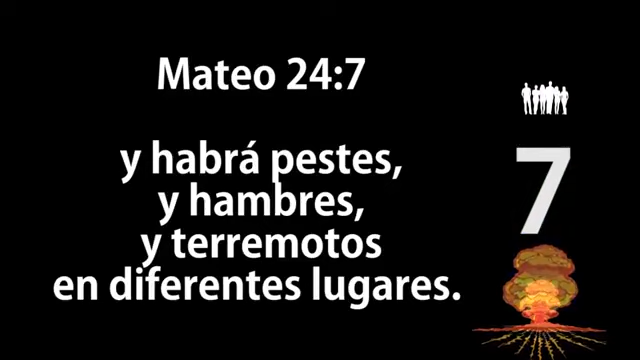 Mateo 24:7
y habrá pestes,
y hambres,
y terremotos
en diferentes lugares.
7